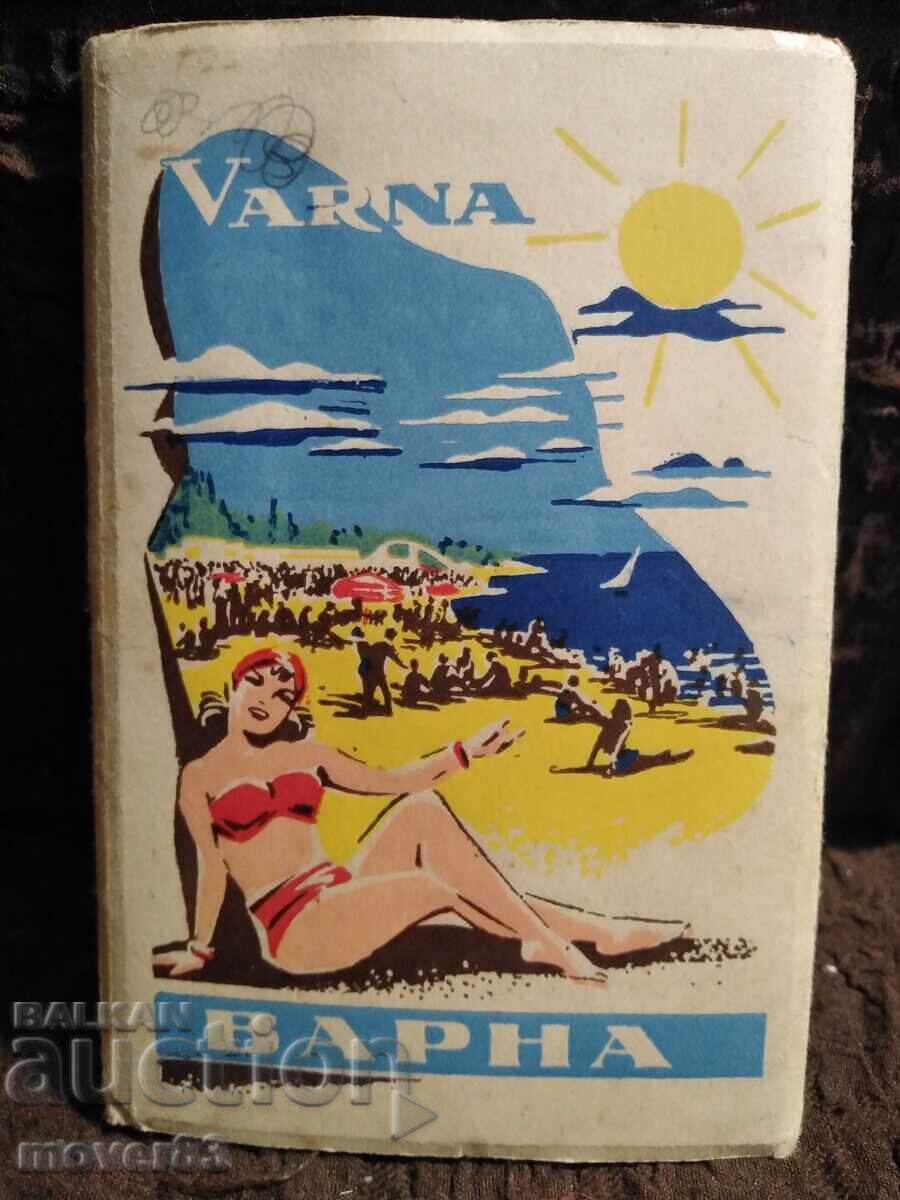 VARNA
ВАРНА
BALKAN
auction
mover83